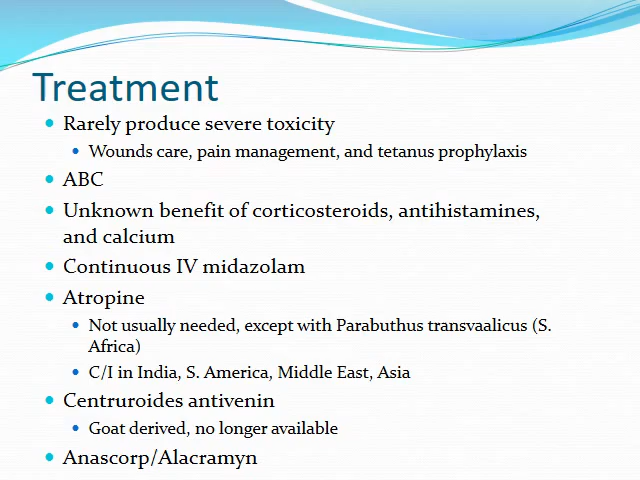 Treatment
Rarely produce severe toxicity
Wounds care, pain management, and tetanus prophylaxis
ABC
Unknown benefit of corticosteroids, antihistamines,
and calcium
Continuous IV midazolam
Atropine
Not usually needed, except with Parabuthus transvaalicus (S.
Africa)
C/I in India, S. America, Middle East, Asia
Centruroides antivenin
Goat derived, no longer available
Anascorp/Alacramyn